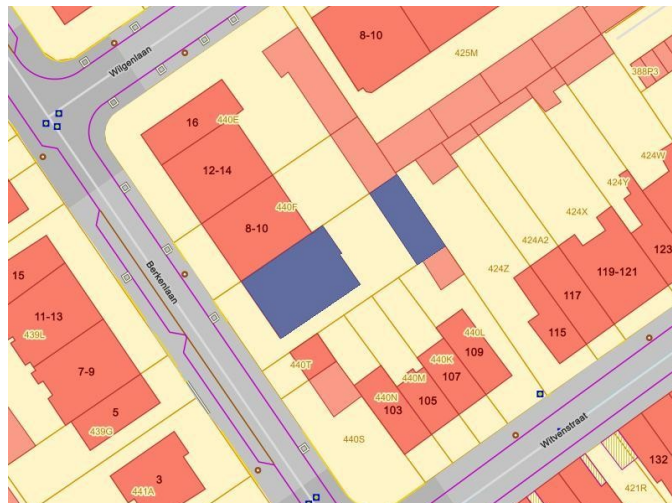 Wilgenlaan
8-10
425M
388P3
16
440E
12-14
424W
424Y
440F
8-10
424X
Berkenlaan
424A2
123
15
424Z
119-121
11-13
117
439L
115
440L
7-9
109
440T
440K
107
440M
5
440N
105
103
439G
440S
Witvenstraat
3
132
441A
421R